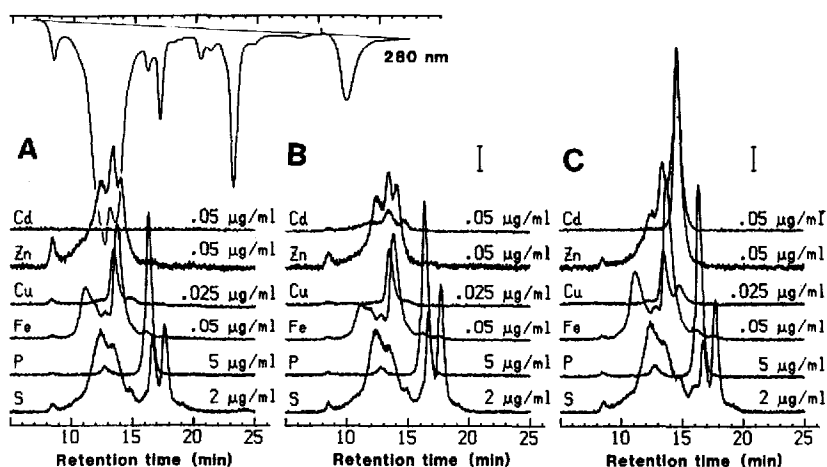 280 nm
A
B
C
Cd .05 µg/ml
Zn .05 µg/ml
Cu .025 µg/ml
Fe .05 µg/ml
P 5 µg/ml
S 2 µg/ml
Cd .05 µg/ml
Zn .05 µg/ml
Cu .025 µg/ml
Fe .05 µg/ml
P 5 µg/ml
S 2 µg/ml
Cd .05 µg/ml
Zn .05 µg/ml
Cu .025 µg/ml
Fe .05 µg/ml
P 5 µg/ml
S 2 µg/ml
10 15 20 25
Retention time (min)
10 15 20 25
Retention time (min)
10 15 20 25
Retention time (min)